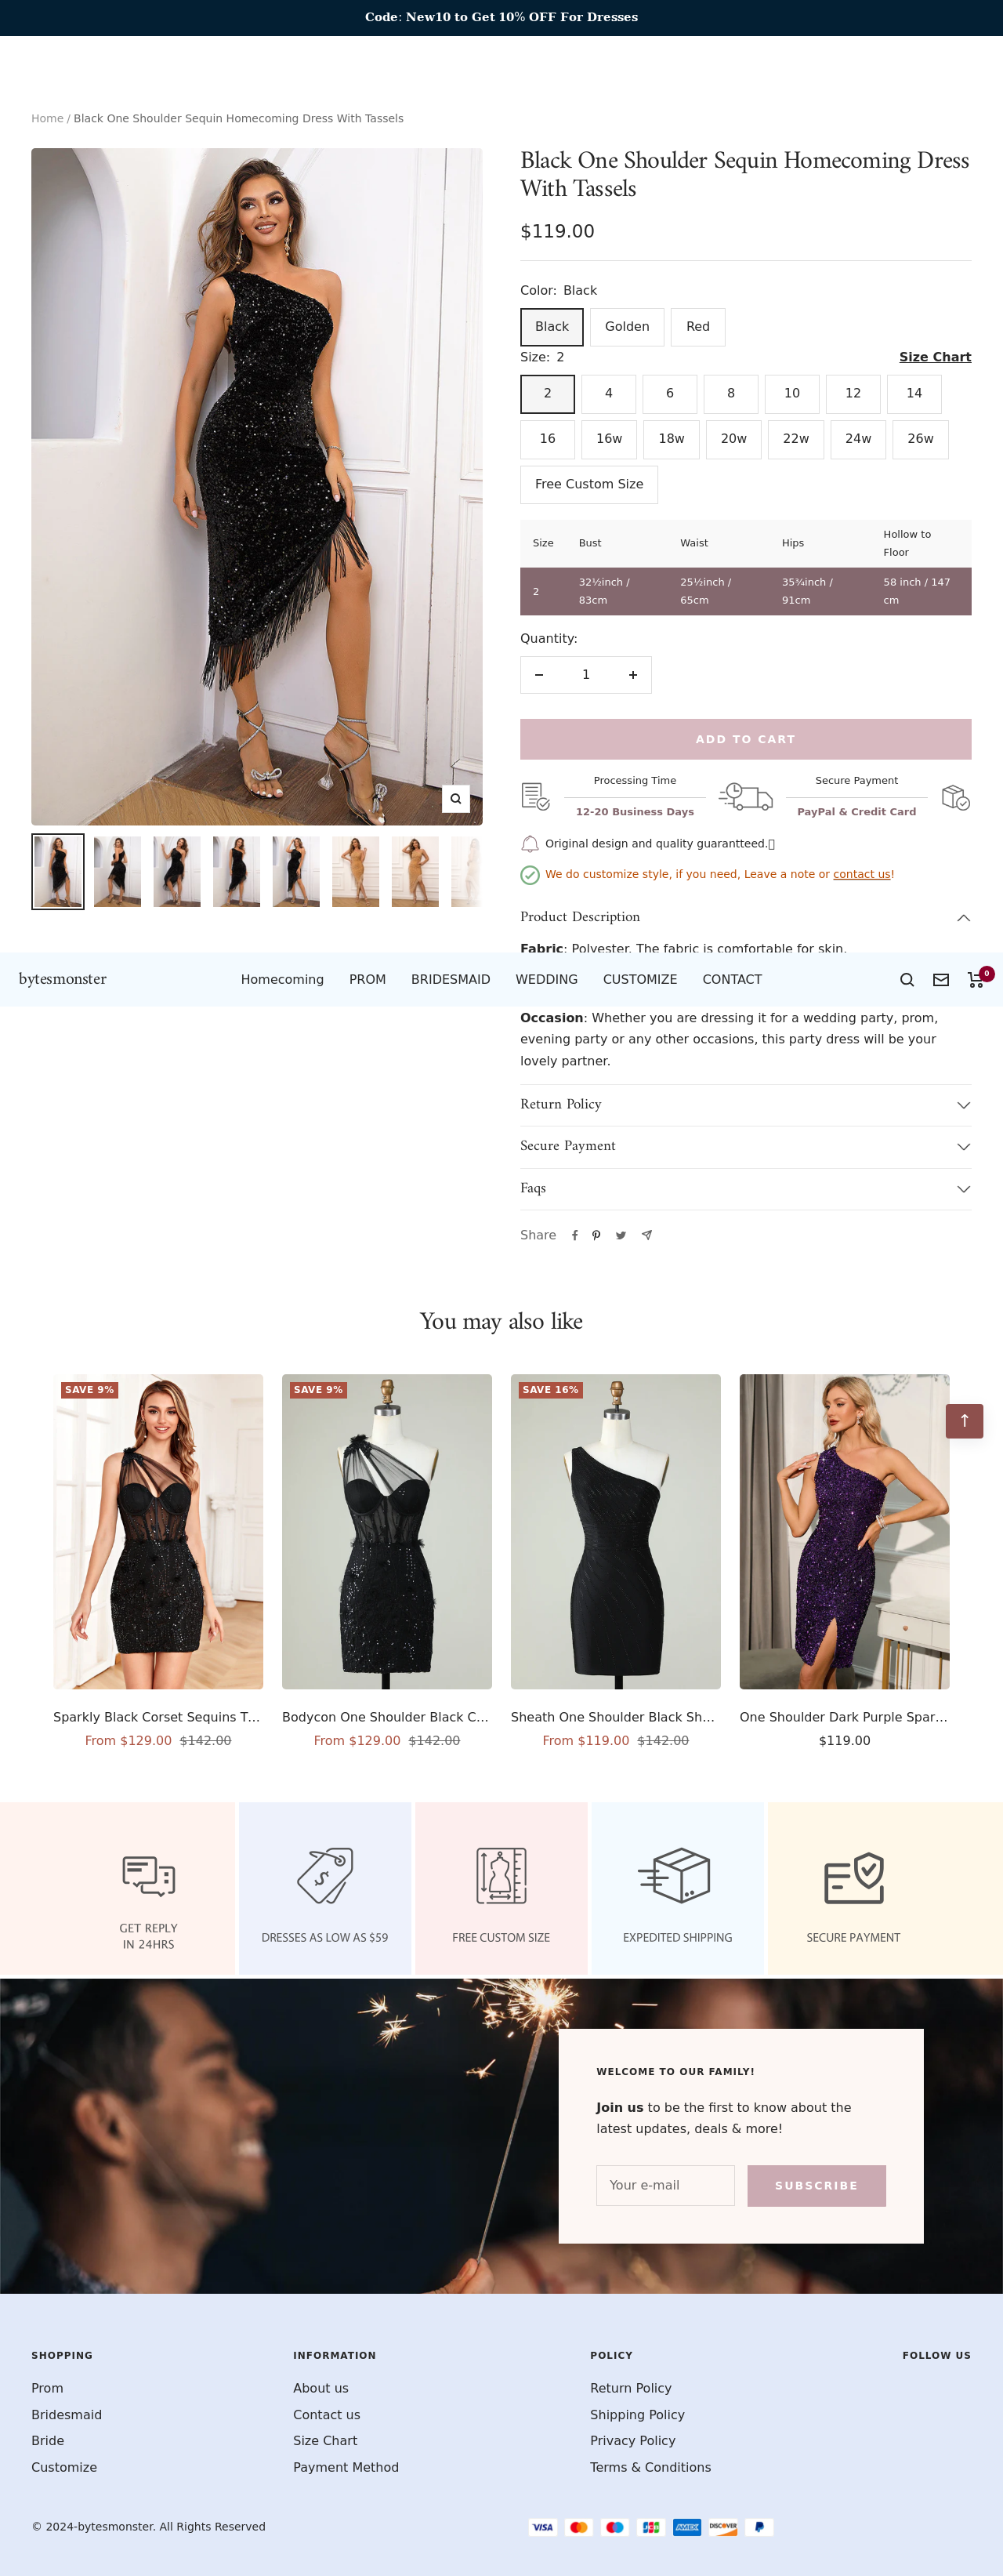 Code: New10 to Get 10% OFF For Dresses
Home / Black One Shoulder Sequin Homecoming Dress With Tassels
Black One Shoulder Sequin Homecoming Dress
With Tassels
$119.00
Color: Black
Black Golden Red
Size: 2 Size Chart
2 4 6 8 10 12 14
16 16w 18w 20w 22w 24w 26w
Free Custom Size
Size Bust Waist Hips Hollow to
Floor
2 32½inch / 83cm 25½inch / 65cm 35¾inch / 91cm 58 inch / 147 cm
Quantity:
1
ADD TO CART
Processing Time
12-20 Business Days
Secure Payment
PayPal & Credit Card
Original design and quality guarantteed.
We do customize style, if you need, Leave a note or contact us!
Product Description
Fabric: Polyester. The fabric is comfortable for skin.
bytesmonster Homecoming PROM BRIDESMAID WEDDING CUSTOMIZE CONTACT 0
Occasion: Whether you are dressing it for a wedding party, prom,
evening party or any other occasions, this party dress will be your
lovely partner.
Return Policy
Secure Payment
Faqs
Share
You may also like
SAVE 9%
SAVE 9%
SAVE 16%
Sparkly Black Corset Sequins T...
From $129.00 $142.00
Bodycon One Shoulder Black C...
From $129.00 $142.00
Sheath One Shoulder Black Sh...
From $119.00 $142.00
One Shoulder Dark Purple Spar...
$119.00
GET REPLY
IN 24HRS
DRESSES AS LOW AS $59
FREE CUSTOM SIZE
EXPEDITED SHIPPING
SECURE PAYMENT
WELCOME TO OUR FAMILY!
Join us to be the first to know about the
latest updates, deals & more!
Your e-mail
SUBSCRIBE
SHOPPING
Prom
Bridesmaid
Bride
Customize
INFORMATION
About us
Contact us
Size Chart
Payment Method
POLICY
Return Policy
Shipping Policy
Privacy Policy
Terms & Conditions
FOLLOW US
© 2024-bytesmonster. All Rights Reserved
VISA JCB AMEX DISCOVER